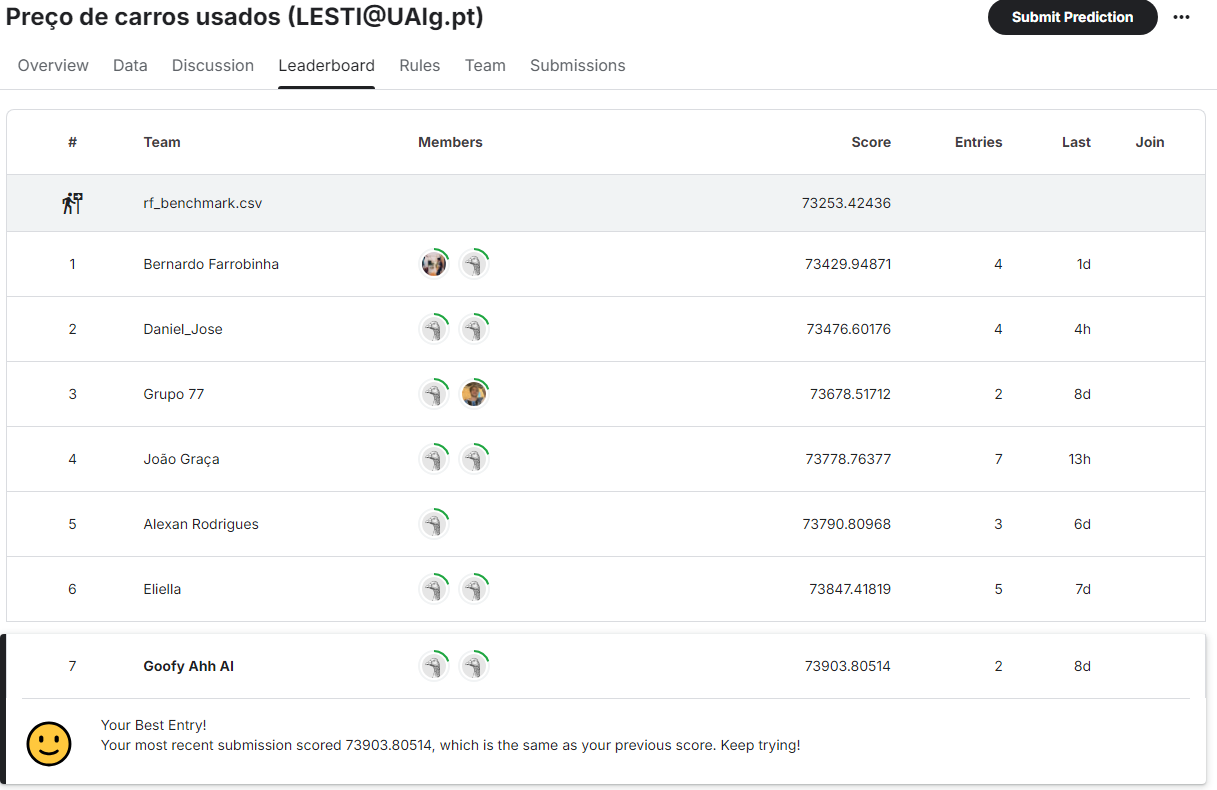 Preço de carros usados (LESTI@UAlg.pt)
Submit Prediction
Overview Data Discussion Leaderboard Rules Team Submissions
# Team Members Score Entries Last Join
rf_benchmark.csv 73253.42436
1 Bernardo Farrobinha 73429.94871 4 1d
2 Daniel_Jose 73476.60176 4 4h
3 Grupo 77 73678.51712 2 8d
4 João Graça 73778.76377 7 13h
5 Alexan Rodrigues 73790.80968 3 6d
6 Eliella 73847.41819 5 7d
7 Goofy Ahh AI 73903.80514 2 8d
Your Best Entry!
Your most recent submission scored 73903.80514, which is the same as your previous score. Keep trying!